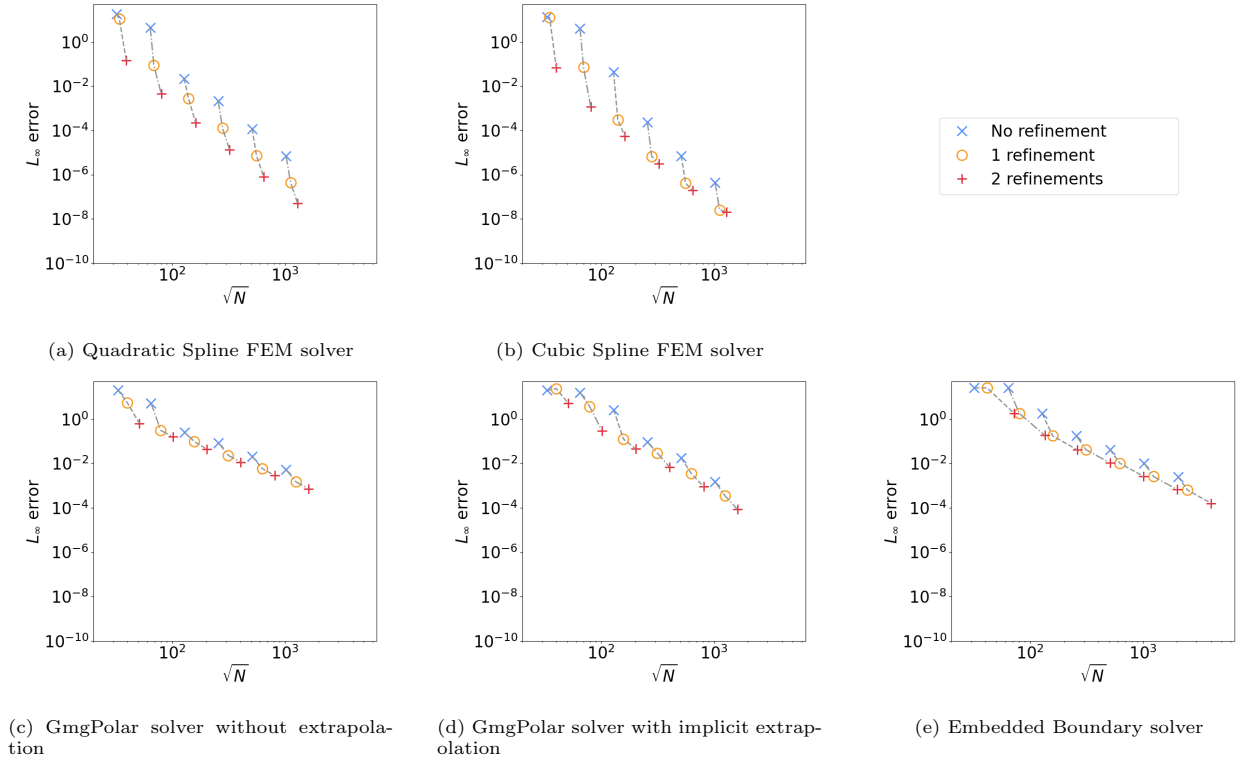 10^0
10^−2
10^−4
10^−6
10^−8
10^−10
L∞ error
10^2
10^3
√N
(a) Quadratic Spline FEM solver
10^0
10^−2
10^−4
10^−6
10^−8
10^−10
L∞ error
10^2
10^3
√N
(b) Cubic Spline FEM solver
No refinement
1 refinement
2 refinements
10^0
10^−2
10^−4
10^−6
10^−8
10^−10
L∞ error
10^2
10^3
√N
(c) GmgPolar solver without extrapola-
tion
10^0
10^−2
10^−4
10^−6
10^−8
10^−10
L∞ error
10^2
10^3
√N
(d) GmgPolar solver with implicit extrap-
olation
10^0
10^−2
10^−4
10^−6
10^−8
10^−10
L∞ error
10^2
10^3
√N
(e) Embedded Boundary solver